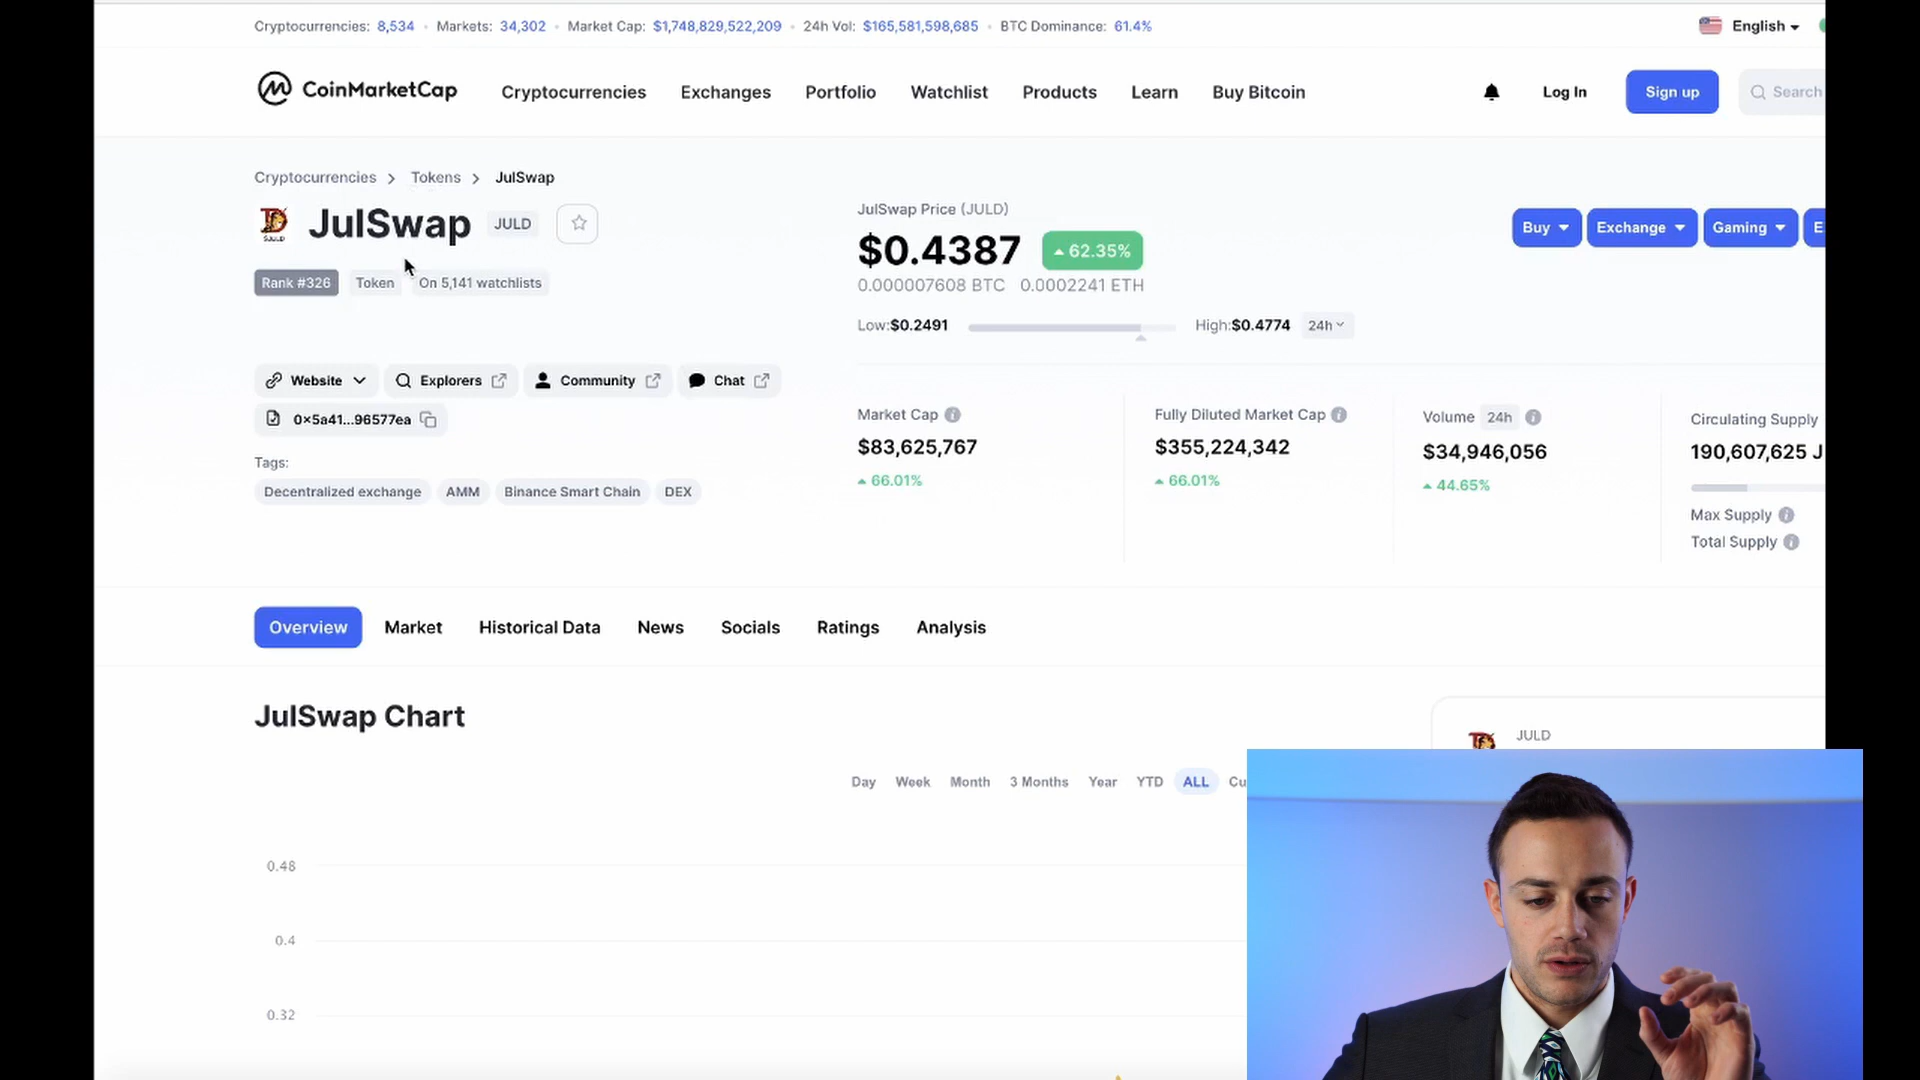 Cryptocurrencies: 8,534 • Markets: 34,302 • Market Cap: $1,748,829,522,209 • 24h Vol: $165,581,598,685 • BTC Dominance: 61.4%
English
CoinMarketCap
Cryptocurrencies Exchanges Portfolio Watchlist Products Learn Buy Bitcoin
Log In
Sign up
Search
Cryptocurrencies > Tokens > JulSwap
JulSwap JULD
$JULD
Rank #326 Token On 5,141 watchlists
Website Explorers Community Chat
0x5a41...96577ea
Tags:
Decentralized exchange AMM Binance Smart Chain DEX
JulSwap Price (JULD)
$0.4387 62.35%
0.000007608 BTC 0.0002241 ETH
Low:$0.2491 High:$0.4774 24h
Buy Exchange Gaming E
Market Cap
$83,625,767
66.01%
Fully Diluted Market Cap
$355,224,342
66.01%
Volume 24h
$34,946,056
44.65%
Circulating Supply
190,607,625 J
Max Supply
Total Supply
Overview Market Historical Data News Socials Ratings Analysis
JulSwap Chart
Day Week Month 3 Months Year YTD ALL Cu
JULD
0.48
0.4
0.32